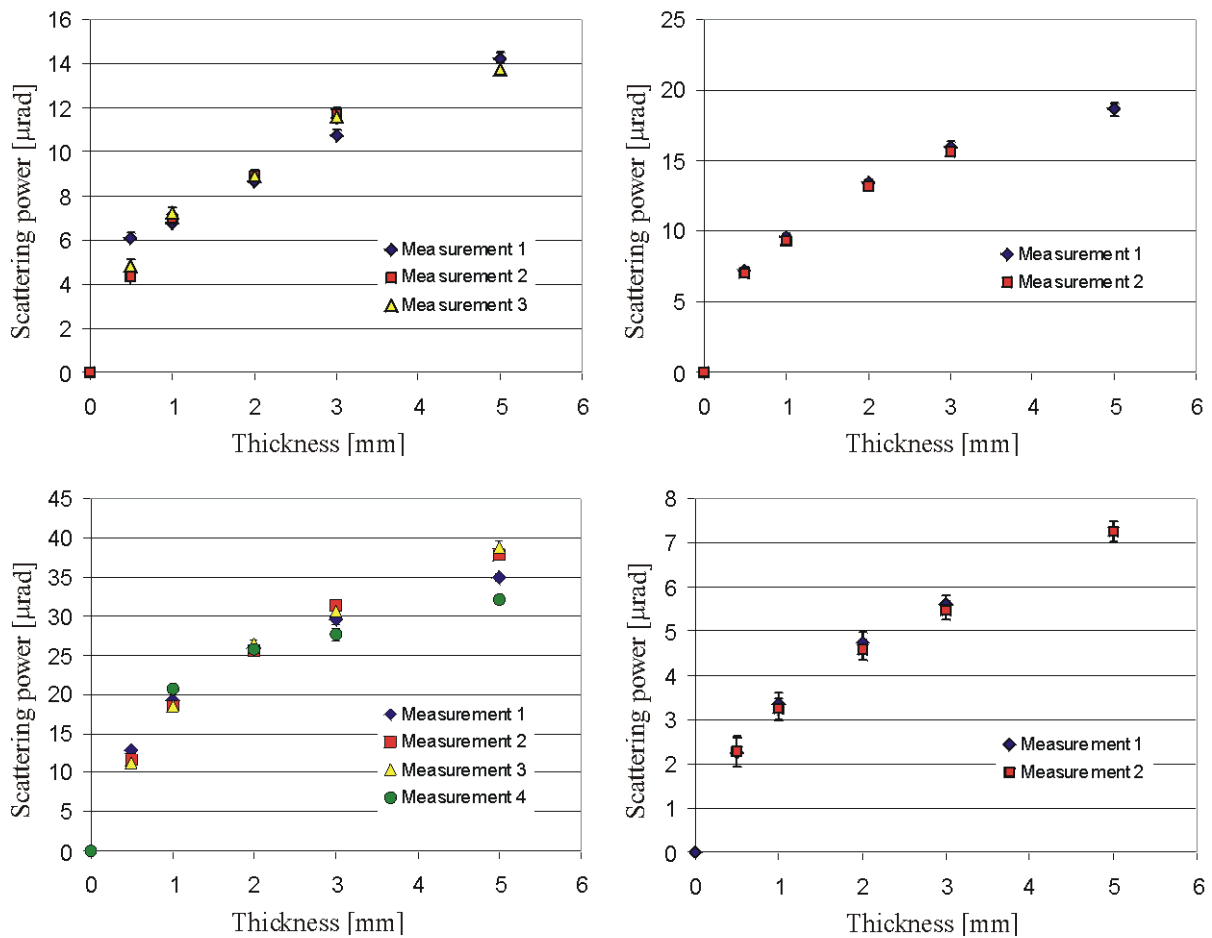 16
14
12
10
8
6
4
2
0
Scattering power [µrad]
Measurement 1
Measurement 2
Measurement 3
0 1 2 3 4 5 6
Thickness [mm]
25
20
15
10
5
0
Scattering power [µrad]
Measurement 1
Measurement 2
0 1 2 3 4 5 6
Thickness [mm]
45
40
35
30
25
20
15
10
5
0
Scattering power [µrad]
Measurement 1
Measurement 2
Measurement 3
Measurement 4
0 1 2 3 4 5 6
Thickness [mm]
8
7
6
5
4
3
2
1
0
Scattering power [µrad]
Measurement 1
Measurement 2
0 1 2 3 4 5 6
Thickness [mm]